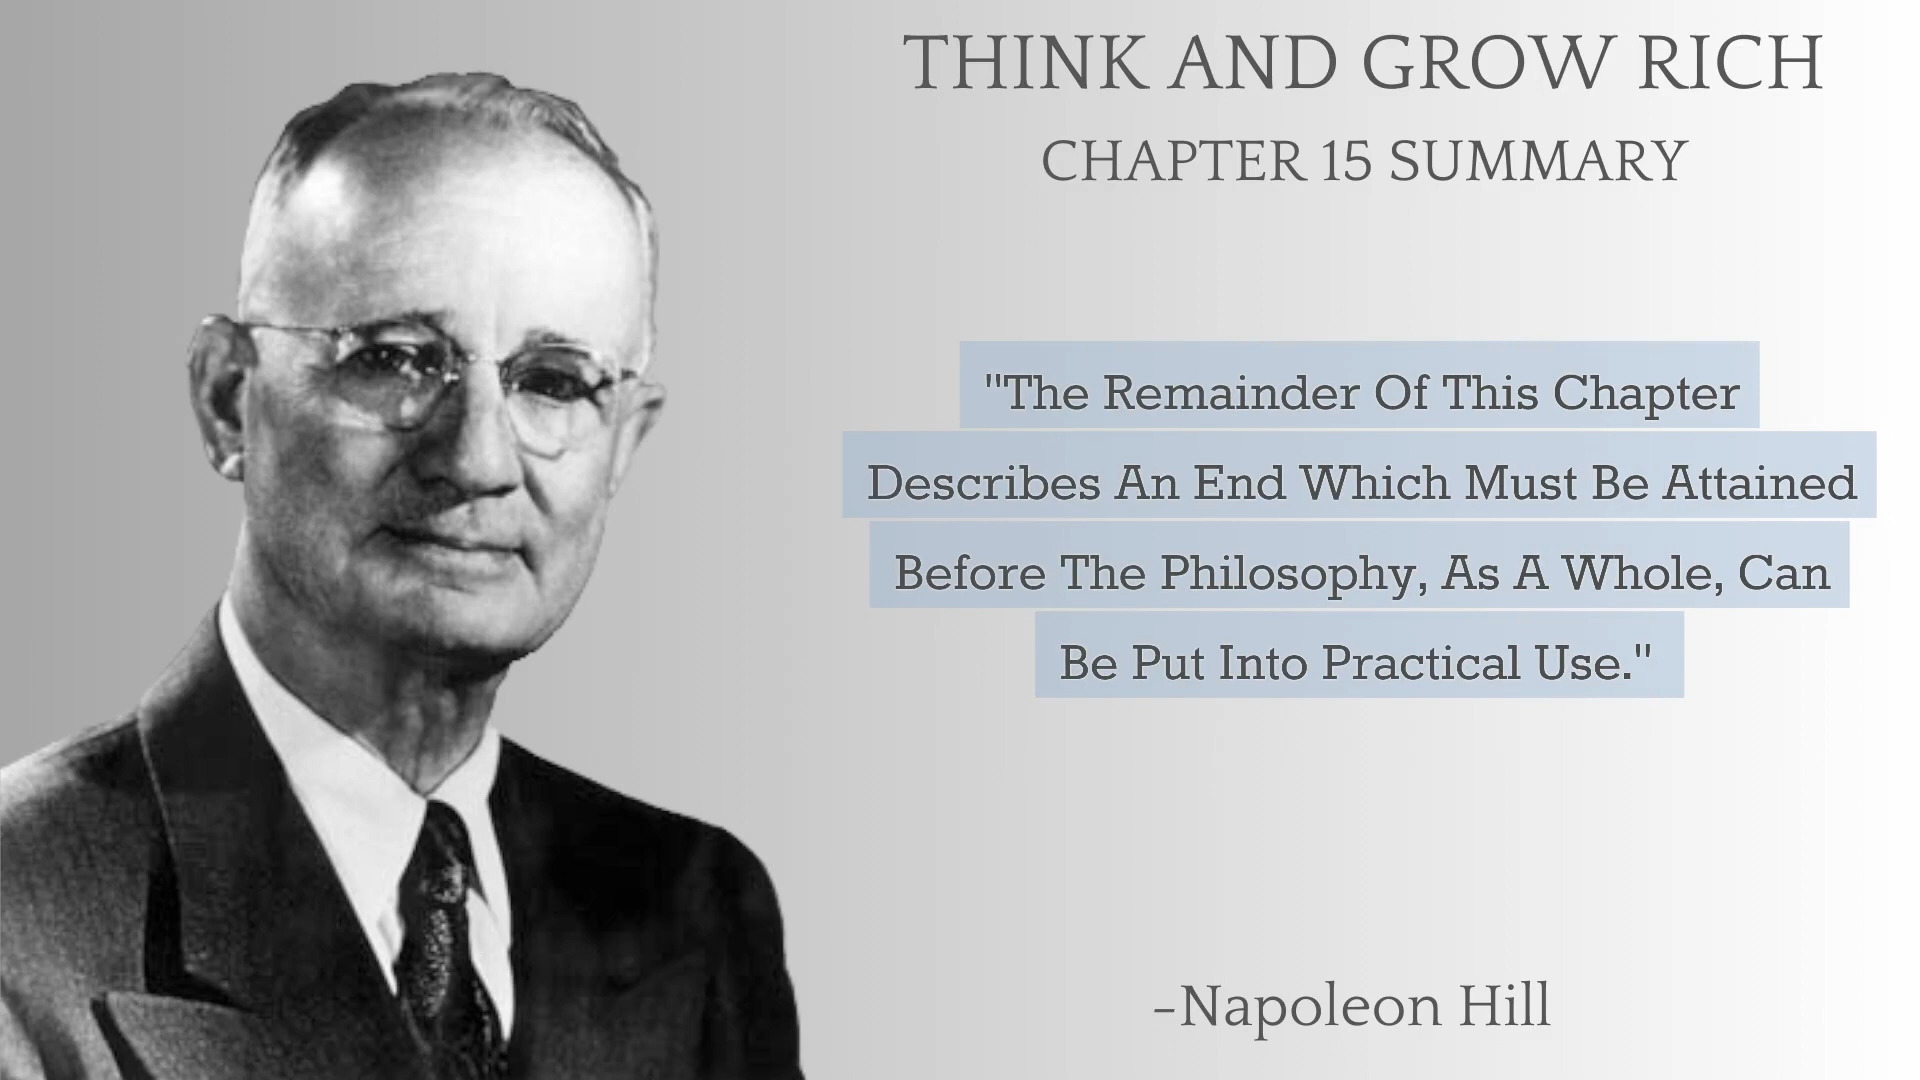 THINK AND GROW RICH
CHAPTER 15 SUMMARY
"The Remainder Of This Chapter
Describes An End Which Must Be Attained
Before The Philosophy, As A Whole, Can
Be Put Into Practical Use."
-Napoleon Hill